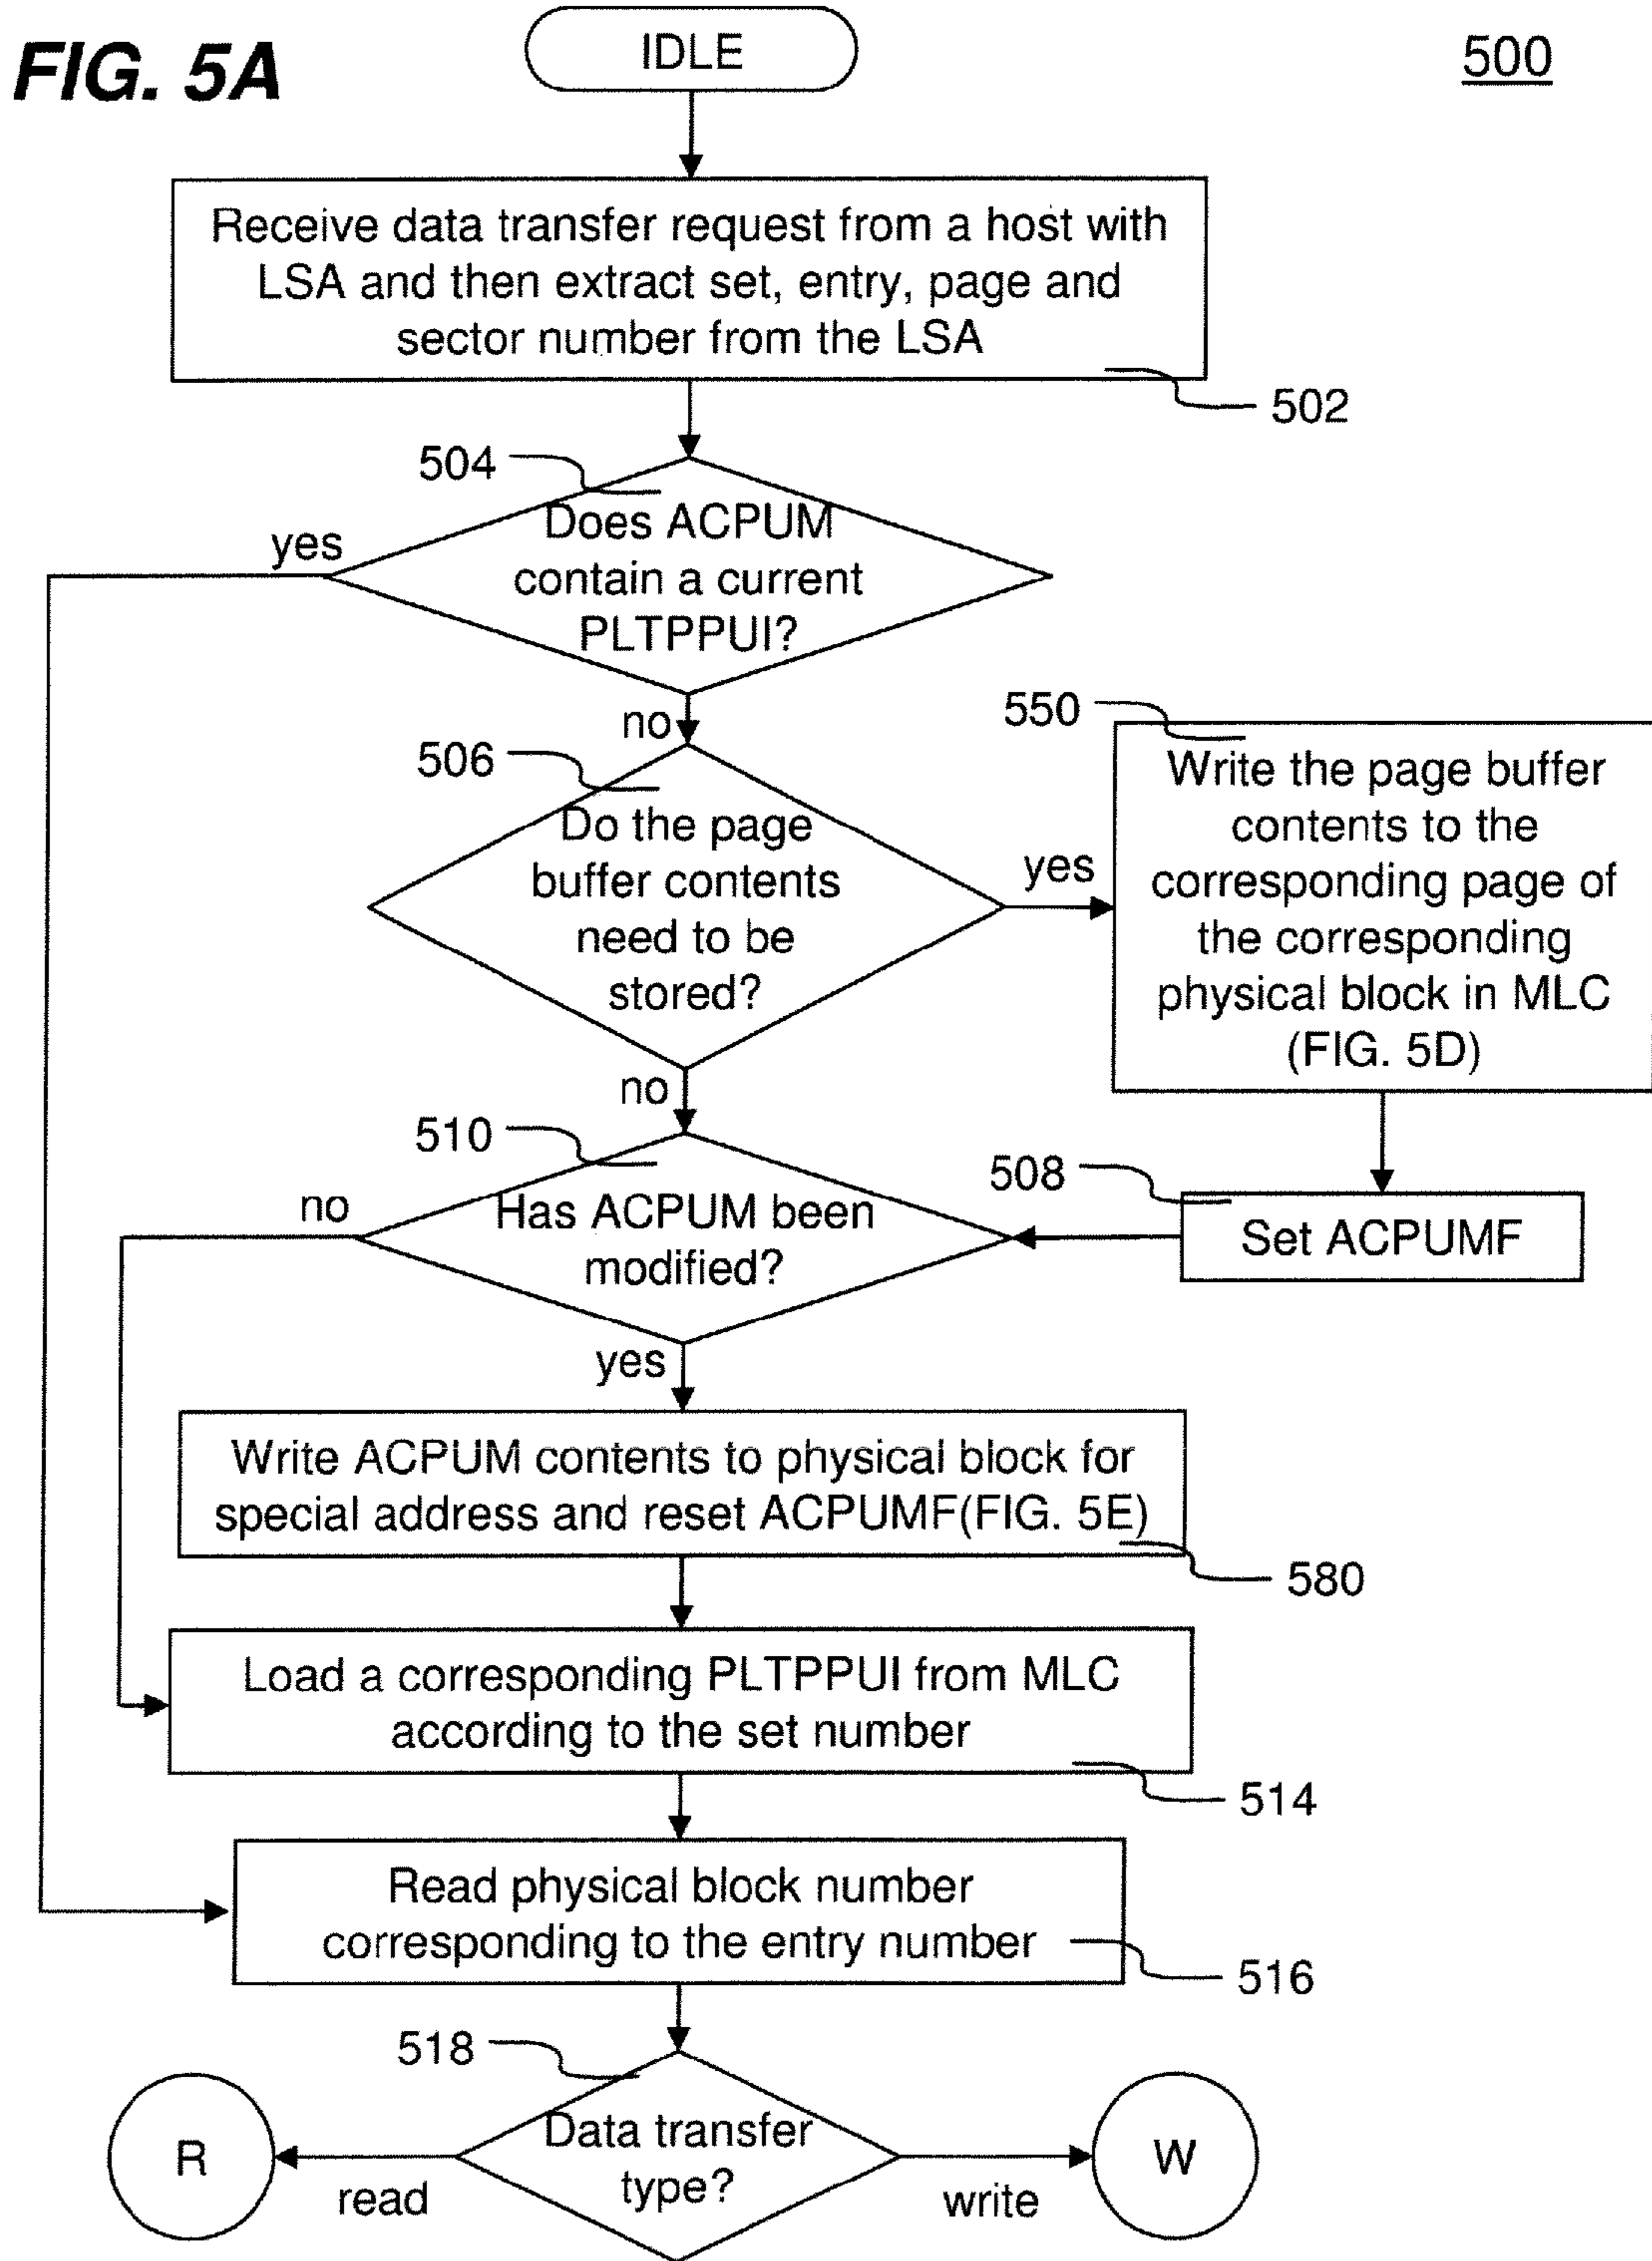 FIG. 5A
IDLE
500
Receive data transfer request from a host with
LSA and then extract set, entry, page and
sector number from the LSA
502
504
Does ACPUM
contain a current
PLTPPUI?
yes
no
506
Do the page
buffer contents
need to be
stored?
yes
no
550
Write the page buffer
contents to the
corresponding page of
the corresponding
physical block in MLC
(FIG. 5D)
508
Set ACPUMF
510
Has ACPUM been
modified?
no
yes
Write ACPUM contents to physical block for
special address and reset ACPUMF(FIG. 5E)
580
Load a corresponding PLTPPUI from MLC
according to the set number
514
Read physical block number
corresponding to the entry number
516
518
Data transfer
type?
R
read
write
W